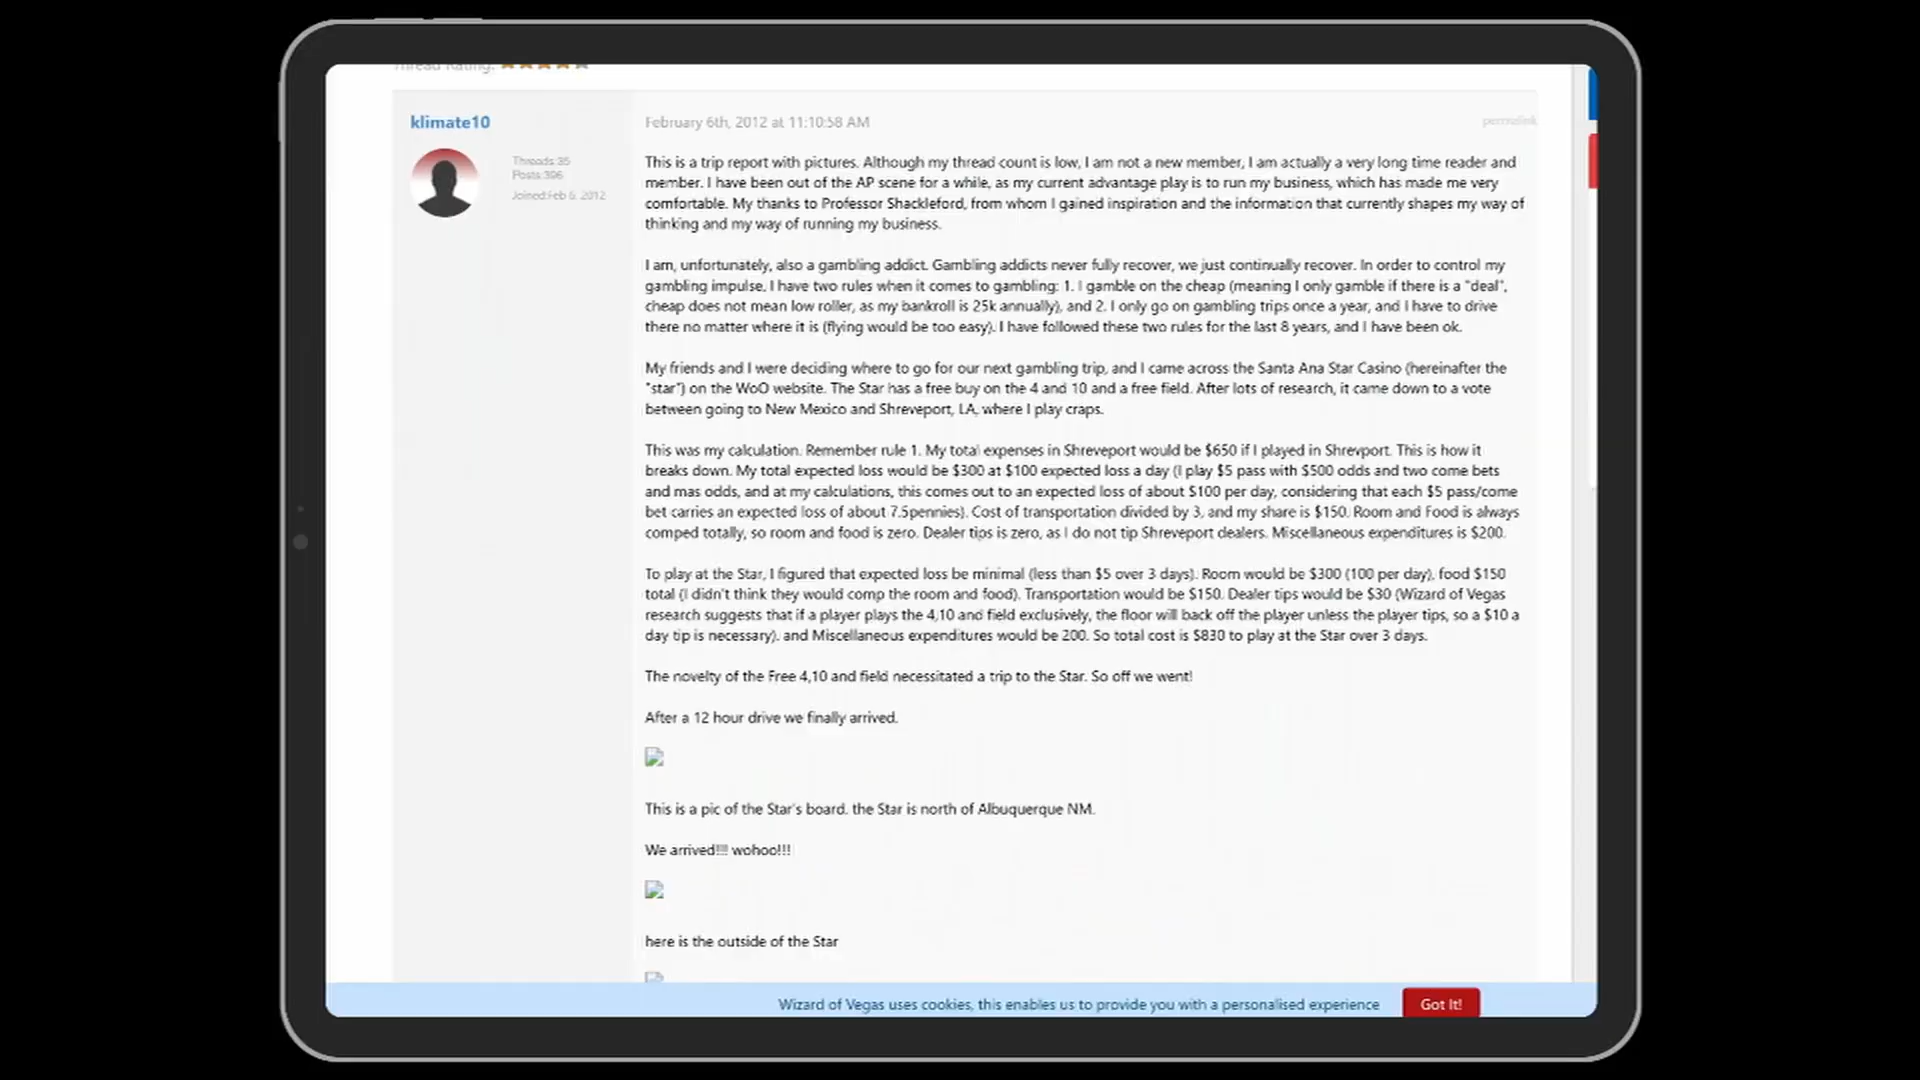 Thread Rating:
klimate10
February 6th, 2012 at 11:10:58 AM
permalink
Threads:35
Posts:396
Joined:Feb 6, 2012
This is a trip report with pictures. Although my thread count is low, I am not a new member, I am actually a very long time reader and
member. I have been out of the AP scene for a while, as my current advantage play is to run my business, which has made me very
comfortable. My thanks to Professor Shackleford, from whom I gained inspiration and the information that currently shapes my way of
thinking and my way of running my business.
I am, unfortunately, also a gambling addict. Gambling addicts never fully recover, we just continually recover. In order to control my
gambling impulse, I have two rules when it comes to gambling: 1. I gamble on the cheap (meaning I only gamble if there is a "deal",
cheap does not mean low roller, as my bankroll is 25k annually), and 2. I only go on gambling trips once a year, and I have to drive
there no matter where it is (flying would be too easy). I have followed these two rules for the last 8 years, and I have been ok.
My friends and I were deciding where to go for our next gambling trip, and I came across the Santa Ana Star Casino (hereinafter the
"star") on the WoO website. The Star has a free buy on the 4 and 10 and a free field. After lots of research, it came down to a vote
between going to New Mexico and Shreveport, LA, where I play craps.
This was my calculation. Remember rule 1. My total expenses in Shreveport would be $650 if I played in Shrevport. This is how it
breaks down. My total expected loss would be $300 at $100 expected loss a day (I play $5 pass with $500 odds and two come bets
and mas odds, and at my calculations, this comes out to an expected loss of about $100 per day, considering that each $5 pass/come
bet carries an expected loss of about 7.5pennies). Cost of transportation divided by 3, and my share is $150. Room and Food is always
comped totally, so room and food is zero. Dealer tips is zero, as I do not tip Shreveport dealers. Miscellaneous expenditures is $200.
To play at the Star, I figured that expected loss be minimal (less than $5 over 3 days). Room would be $300 (100 per day), food $150
total (I didn't think they would comp the room and food). Transportation would be $150. Dealer tips would be $30 (Wizard of Vegas
research suggests that if a player plays the 4,10 and field exclusively, the floor will back off the player unless the player tips, so a $10 a
day tip is necessary). and Miscellaneous expenditures would be 200. So total cost is $830 to play at the Star over 3 days.
The novelty of the Free 4,10 and field necessitated a trip to the Star. So off we went!
After a 12 hour drive we finally arrived.
This is a pic of the Star's board. the Star is north of Albuquerque NM.
We arrived!!! wohoo!!!
here is the outside of the Star
Wizard of Vegas uses cookies, this enables us to provide you with a personalised experience
Got It!